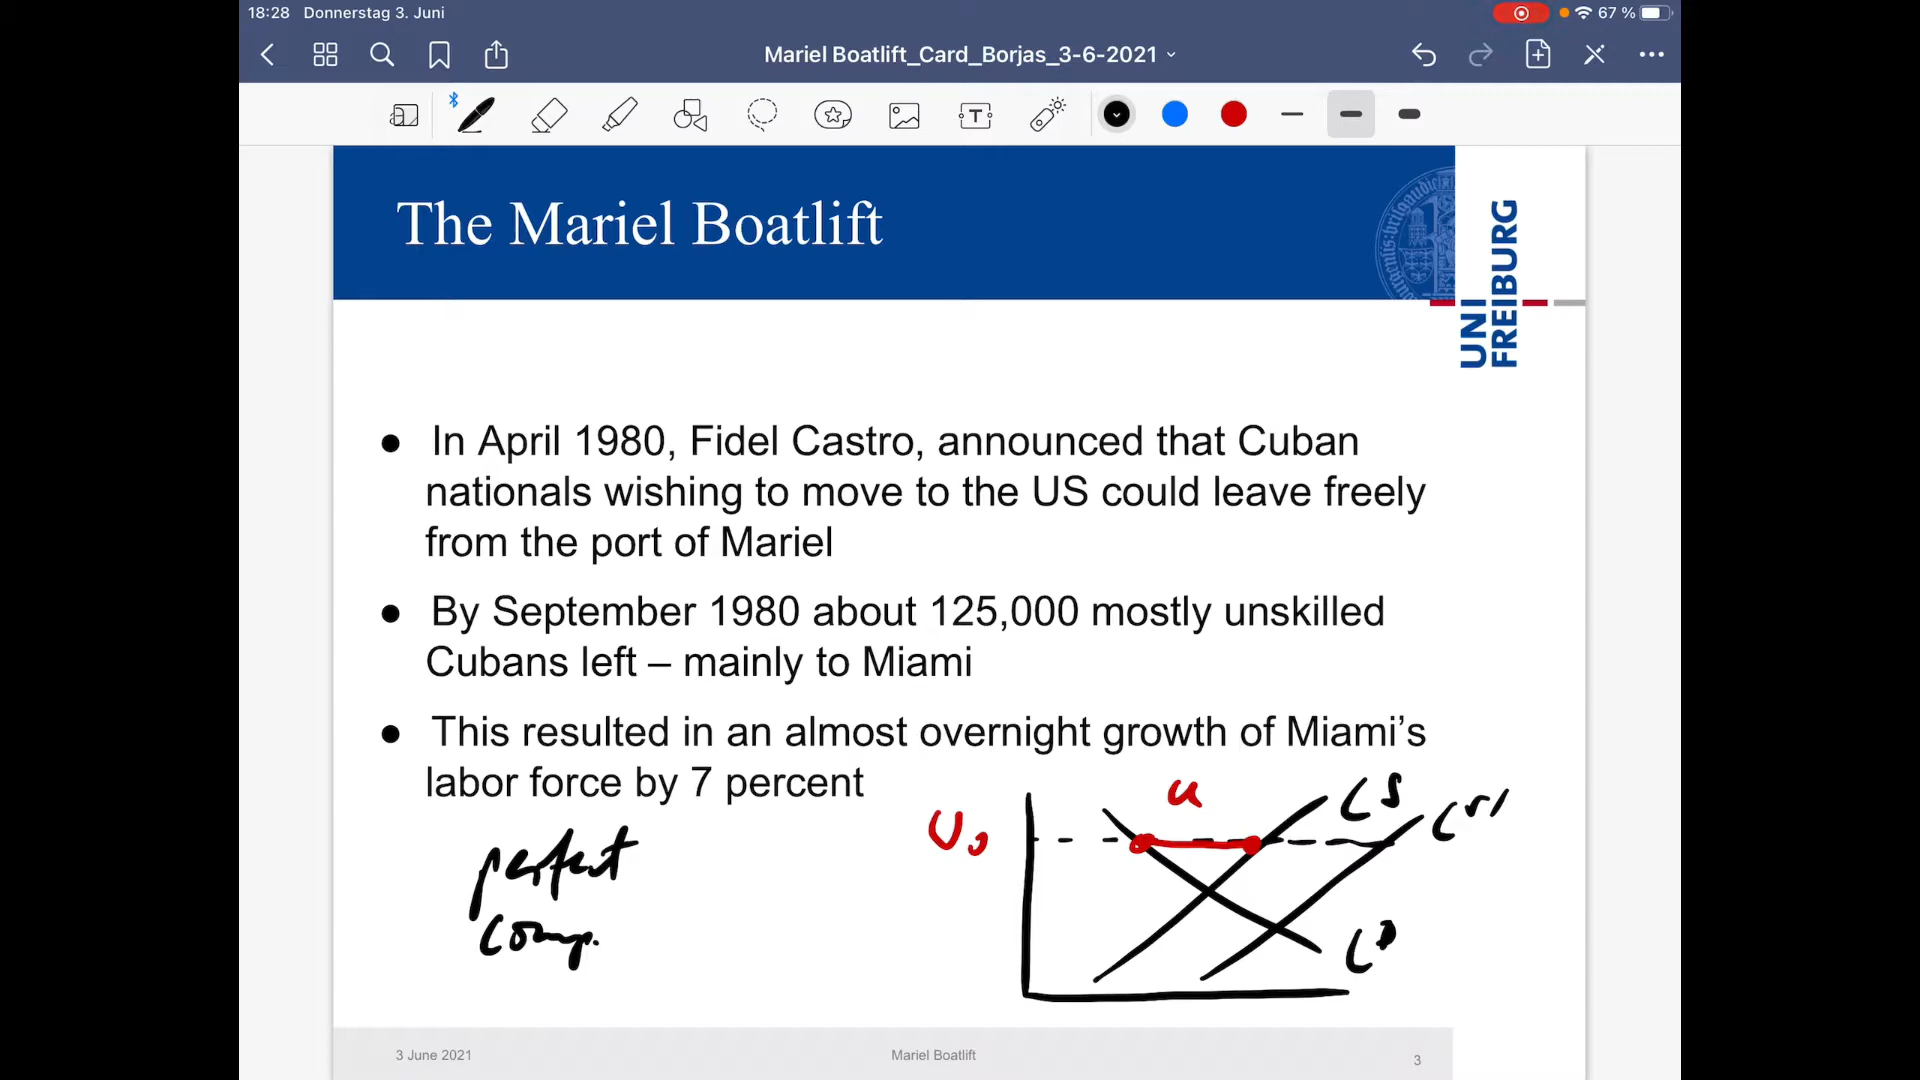 18:28 Donnerstag 3. Juni
67 %
Mariel Boatlift_Card_Borjas_3-6-2021
T
The Mariel Boatlift
UNI
FREIBURG
● In April 1980, Fidel Castro, announced that Cuban
nationals wishing to move to the US could leave freely
from the port of Mariel
● By September 1980 about 125,000 mostly unskilled
Cubans left – mainly to Miami
● This resulted in an almost overnight growth of Miami's
labor force by 7 percent
perfect
comp.
u
L^S
L^D
3 June 2021
Mariel Boatlift
3